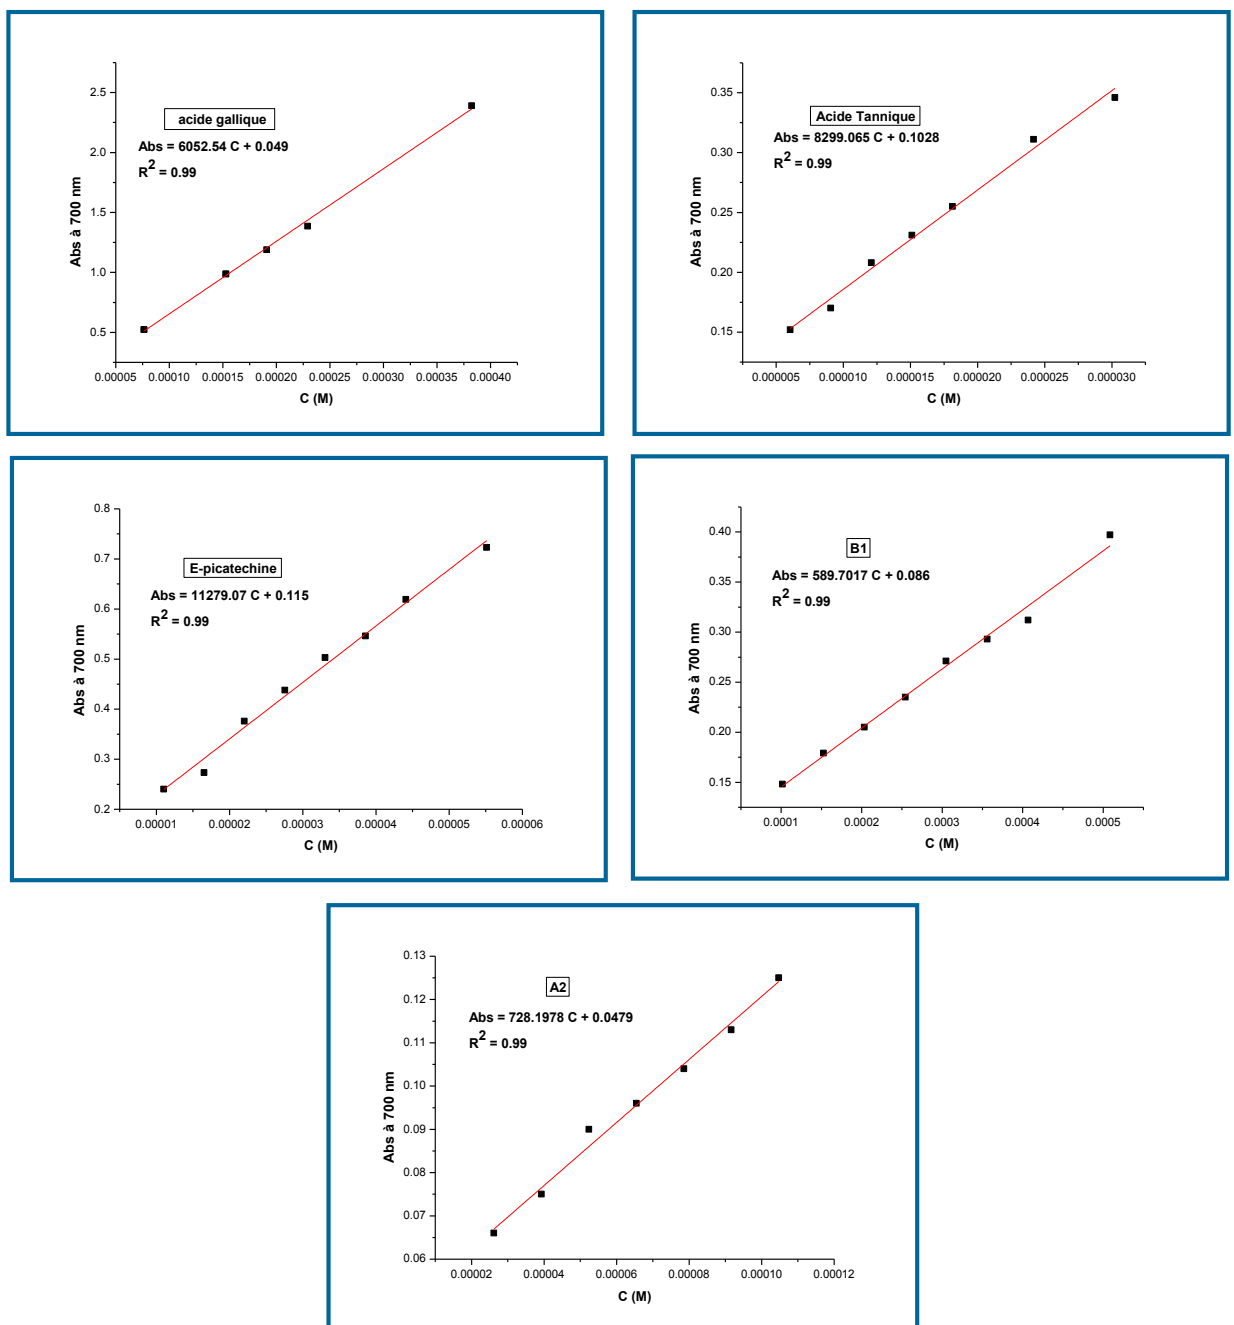 acide gallique
Abs = 6052.54 C + 0.049
R2 = 0.99
Abs à 700 nm
2.5
2.0
1.5
1.0
0.5
0.00005 0.00010 0.00015 0.00020 0.00025 0.00030 0.00035 0.00040
C (M)
Acide Tannique
Abs = 8299.065 C + 0.1028
R2 = 0.99
Abs à 700 nm
0.35
0.30
0.25
0.20
0.15
0.000005 0.000010 0.000015 0.000020 0.000025 0.000030
C (M)
E-picatechine
Abs = 11279.07 C + 0.115
R2 = 0.99
Abs à 700 nm
0.8
0.7
0.6
0.5
0.4
0.3
0.2
0.00001 0.00002 0.00003 0.00004 0.00005 0.00006
C (M)
B1
Abs = 589.7017 C + 0.086
R2 = 0.99
Abs à 700 nm
0.40
0.35
0.30
0.25
0.20
0.15
0.0001 0.0002 0.0003 0.0004 0.0005
C (M)
A2
Abs = 728.1978 C + 0.0479
R2 = 0.99
Abs à 700 nm
0.13
0.12
0.11
0.10
0.09
0.08
0.07
0.06
0.00002 0.00004 0.00006 0.00008 0.00010 0.00012
C (M)